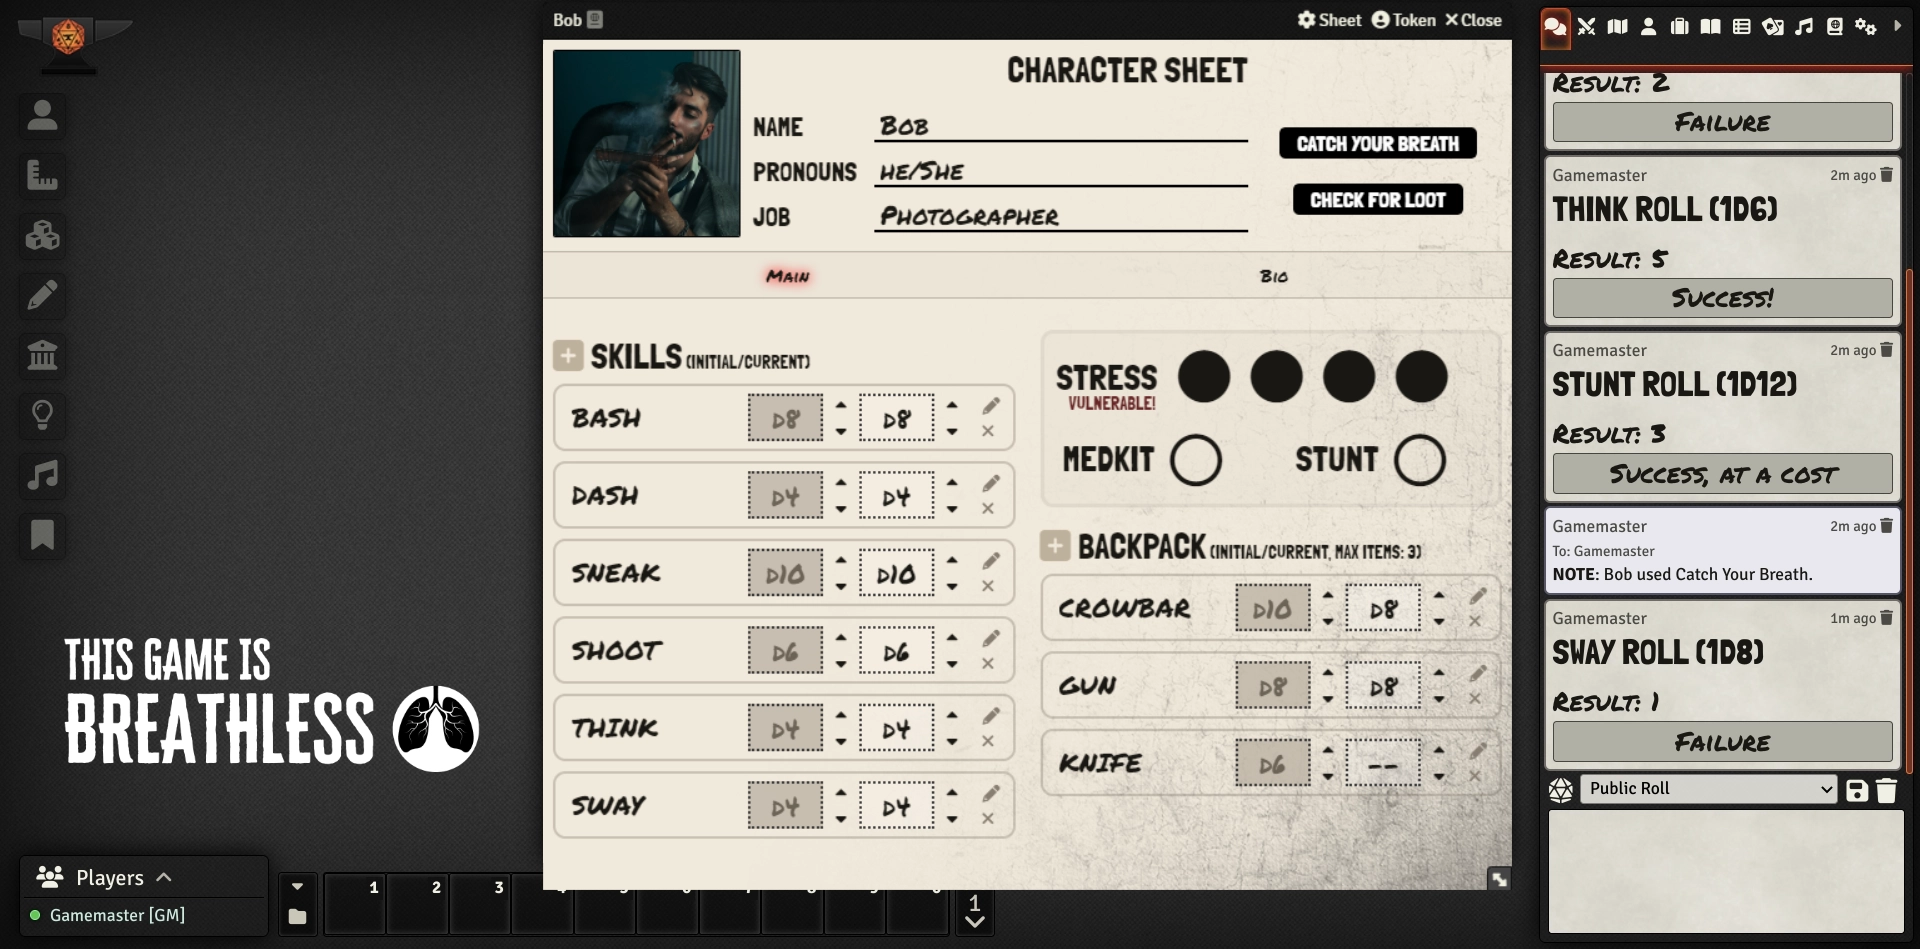 Bob
Sheet Token Close
CHARACTER SHEET
NAME Bob
PRONOUNS he/She
JOB Photographer
CATCH YOUR BREATH
CHECK FOR LOOT
Main Bio
SKILLS (INITIAL/CURRENT)
BASH D8 D8
DASH D4 D4
SNEAK D10 D10
SHOOT D6 D6
THINK D4 D4
SWAY D4 D4
STRESS
VULNERABLE!
MEDKIT STUNT
BACKPACK (INITIAL/CURRENT, MAX ITEMS: 3)
CROWBAR D10 D8
GUN D8 D8
KNIFE D6 --
THIS GAME IS
BREATHLESS
Players
Gamemaster [GM]
1 2 3
1
Result: 2
Failure
Gamemaster 2m ago
THINK ROLL (1D6)
Result: 5
Success!
Gamemaster 2m ago
STUNT ROLL (1D12)
Result: 3
Success, at a cost
Gamemaster 2m ago
To: Gamemaster
NOTE: Bob used Catch Your Breath.
Gamemaster 1m ago
SWAY ROLL (1D8)
Result: 1
Failure
Public Roll